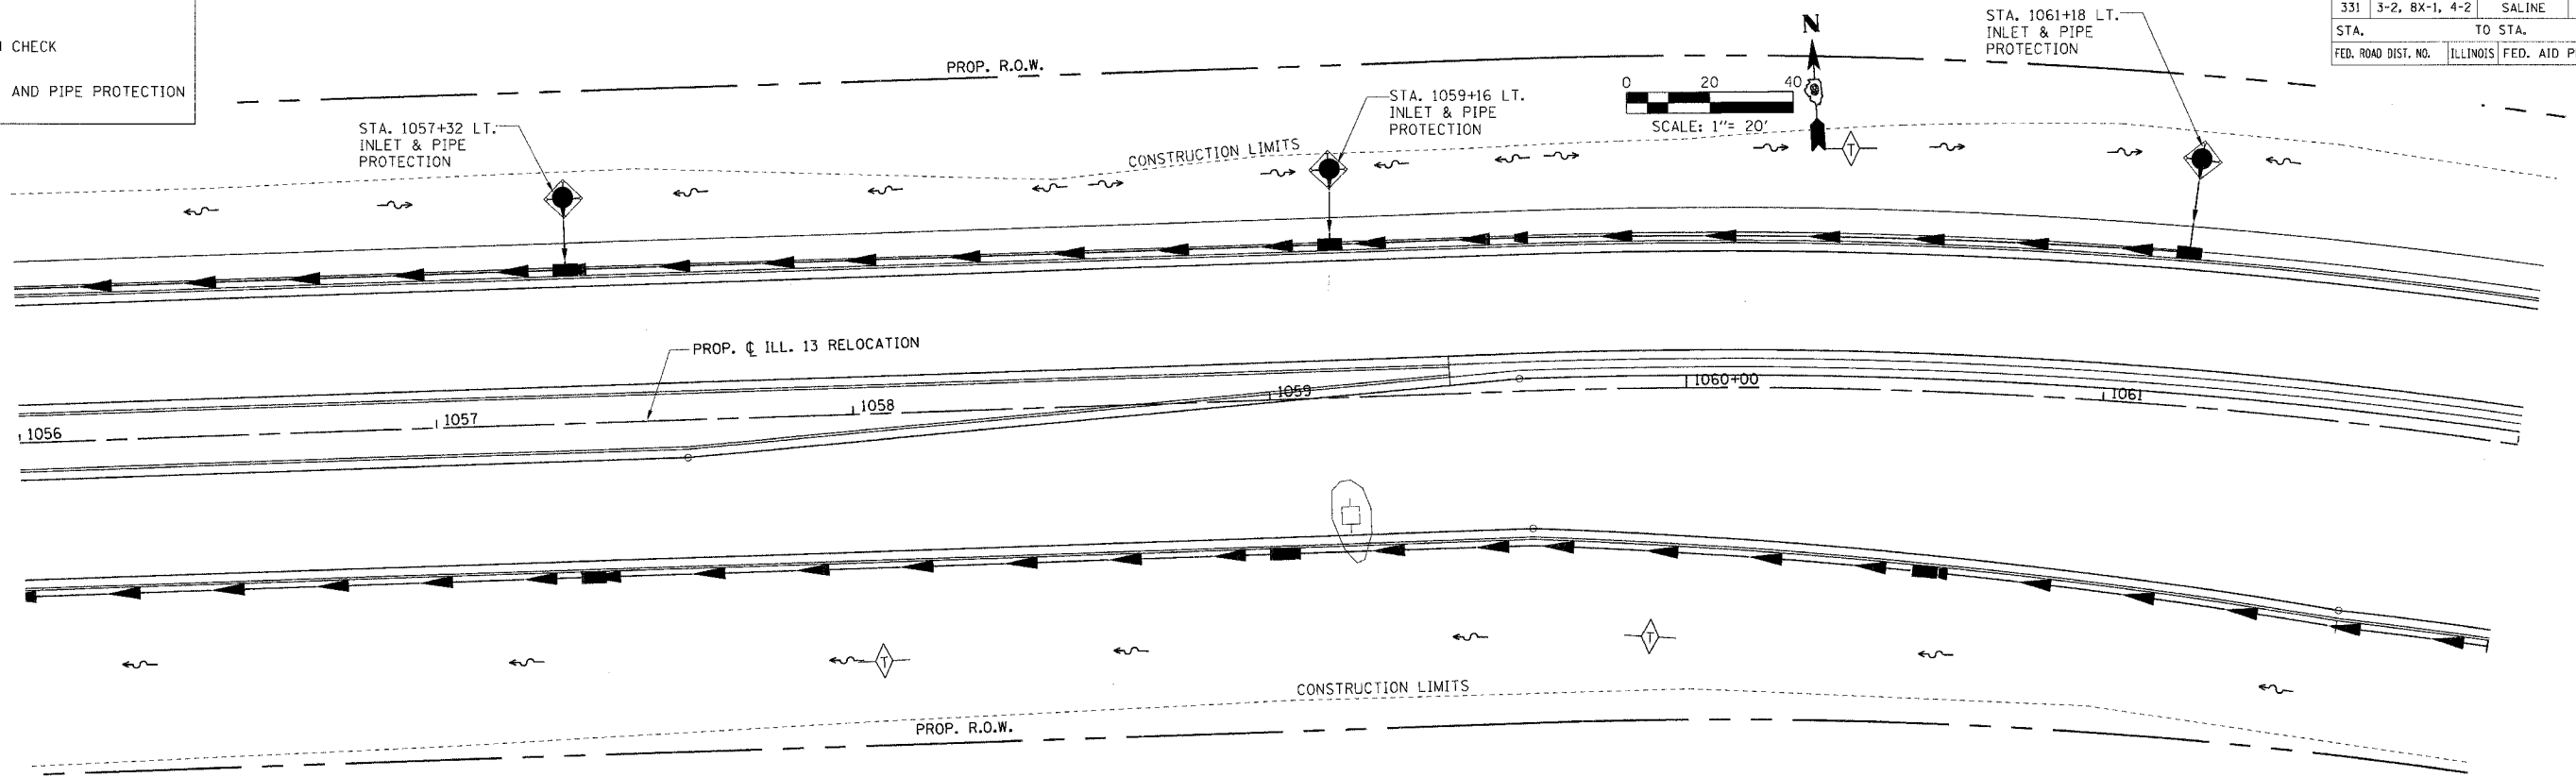 CHECK
AND PIPE PROTECTION
331 3-2, 8X-1, 4-2 SALINE
STA. TO STA.
FED. ROAD DIST. NO. ILLINOIS FED. AID P
STA. 1061+18 LT.
INLET & PIPE
PROTECTION
N
PROP. R.O.W.
0 20 40
SCALE: 1"= 20'
STA. 1059+16 LT.
INLET & PIPE
PROTECTION
STA. 1057+32 LT.
INLET & PIPE
PROTECTION
CONSTRUCTION LIMITS
T
PROP. ℄ ILL. 13 RELOCATION
1056
1057
1058
1059
1060+00
1061
T
T
CONSTRUCTION LIMITS
PROP. R.O.W.